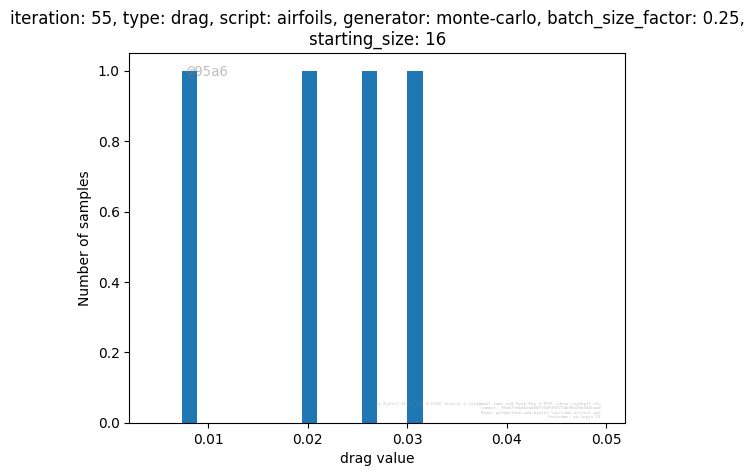 iteration: 55, type: drag, script: airfoils, generator: monte-carlo, batch_size_factor: 0.25,
starting_size: 16
@95a6
1.0
0.8
0.6
0.4
0.2
0.0
Number of samples
0.01 0.02 0.03 0.04 0.05
drag value